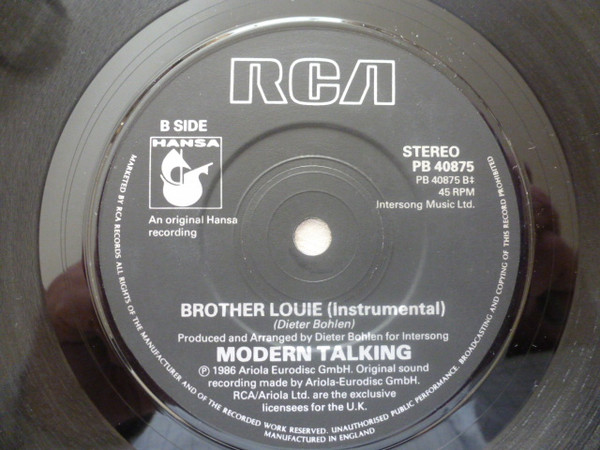 RCA
B SIDE
HANSA
An original Hansa
recording
STEREO
PB 40875
PB 40875 B‡
45 RPM
Intersong Music Ltd.
BROTHER LOUIE (Instrumental)
(Dieter Bohlen)
Produced and Arranged by Dieter Bohlen for Intersong
MODERN TALKING
℗ 1986 Ariola Eurodisc GmbH. Original sound
recording made by Ariola-Eurodisc GmbH.
RCA/Ariola Ltd. are the exclusive
licensees for the U.K.
MARKETED BY RCA RECORDS ALL RIGHTS OF THE MANUFACTURER AND OF THE RECORDED WORK RESERVED. UNAUTHORISED PUBLIC PERFORMANCE, BROADCASTING AND COPYING OF THIS RECORD PROHIBITED
MANUFACTURED IN ENGLAND